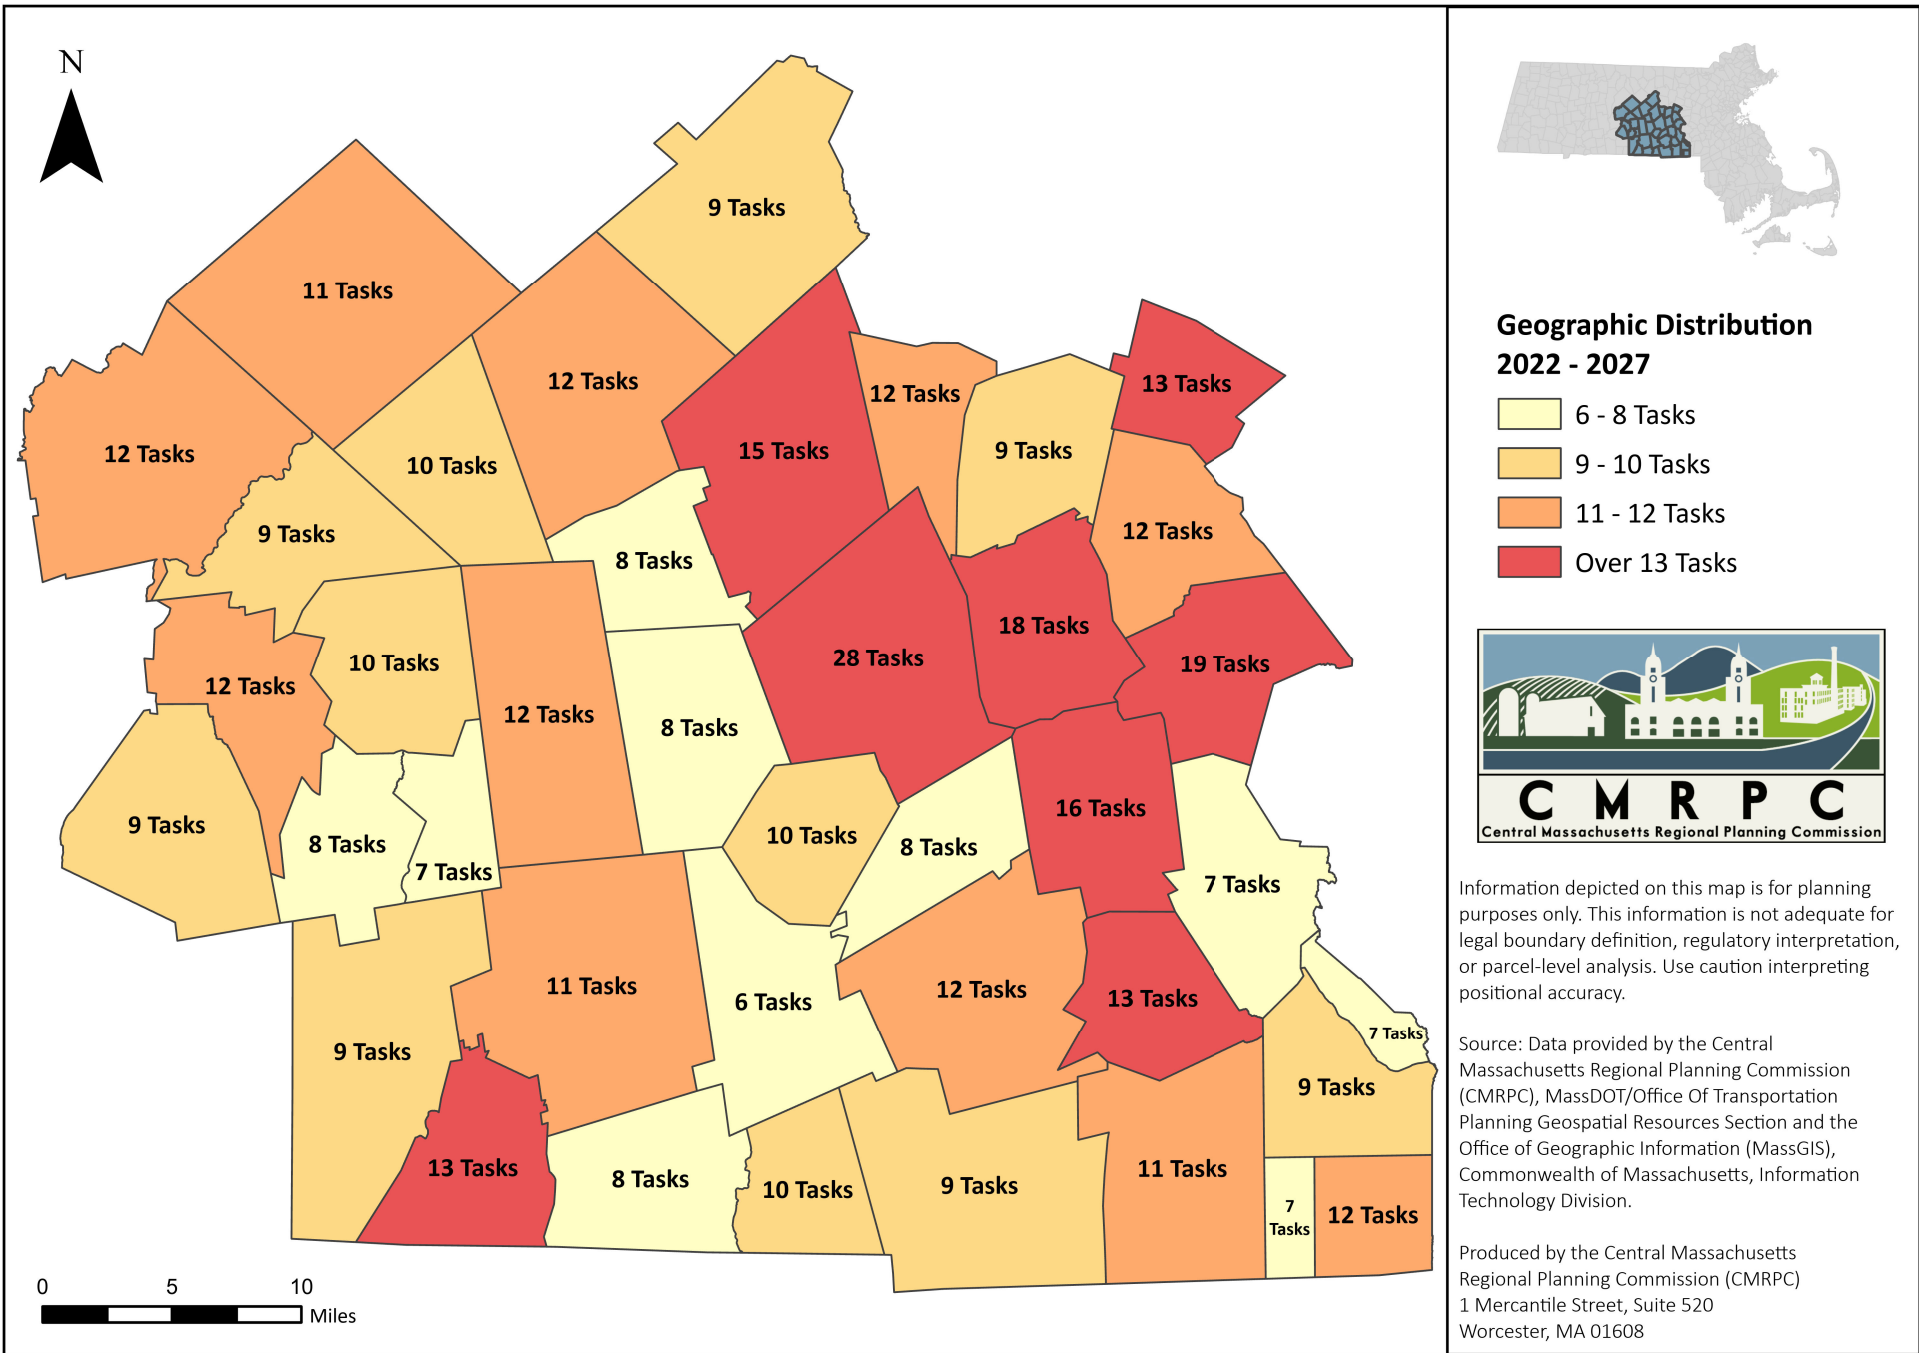 N
9 Tasks
11 Tasks
12 Tasks
12 Tasks
13 Tasks
15 Tasks
9 Tasks
12 Tasks
10 Tasks
9 Tasks
12 Tasks
8 Tasks
18 Tasks
28 Tasks
10 Tasks
19 Tasks
12 Tasks
12 Tasks
8 Tasks
16 Tasks
9 Tasks
10 Tasks
8 Tasks
8 Tasks
7 Tasks
7 Tasks
11 Tasks
12 Tasks
6 Tasks
13 Tasks
7 Tasks
9 Tasks
9 Tasks
13 Tasks
8 Tasks
10 Tasks
9 Tasks
11 Tasks
7
Tasks
12 Tasks
0 5 10
Miles
Geographic Distribution
2022 - 2027
6 - 8 Tasks
9 - 10 Tasks
11 - 12 Tasks
Over 13 Tasks
C M R P C
Central Massachusetts Regional Planning Commission
Information depicted on this map is for planning
purposes only. This information is not adequate for
legal boundary definition, regulatory interpretation,
or parcel-level analysis. Use caution interpreting
positional accuracy.
Source: Data provided by the Central
Massachusetts Regional Planning Commission
(CMRPC), MassDOT/Office Of Transportation
Planning Geospatial Resources Section and the
Office of Geographic Information (MassGIS),
Commonwealth of Massachusetts, Information
Technology Division.
Produced by the Central Massachusetts
Regional Planning Commission (CMRPC)
1 Mercantile Street, Suite 520
Worcester, MA 01608